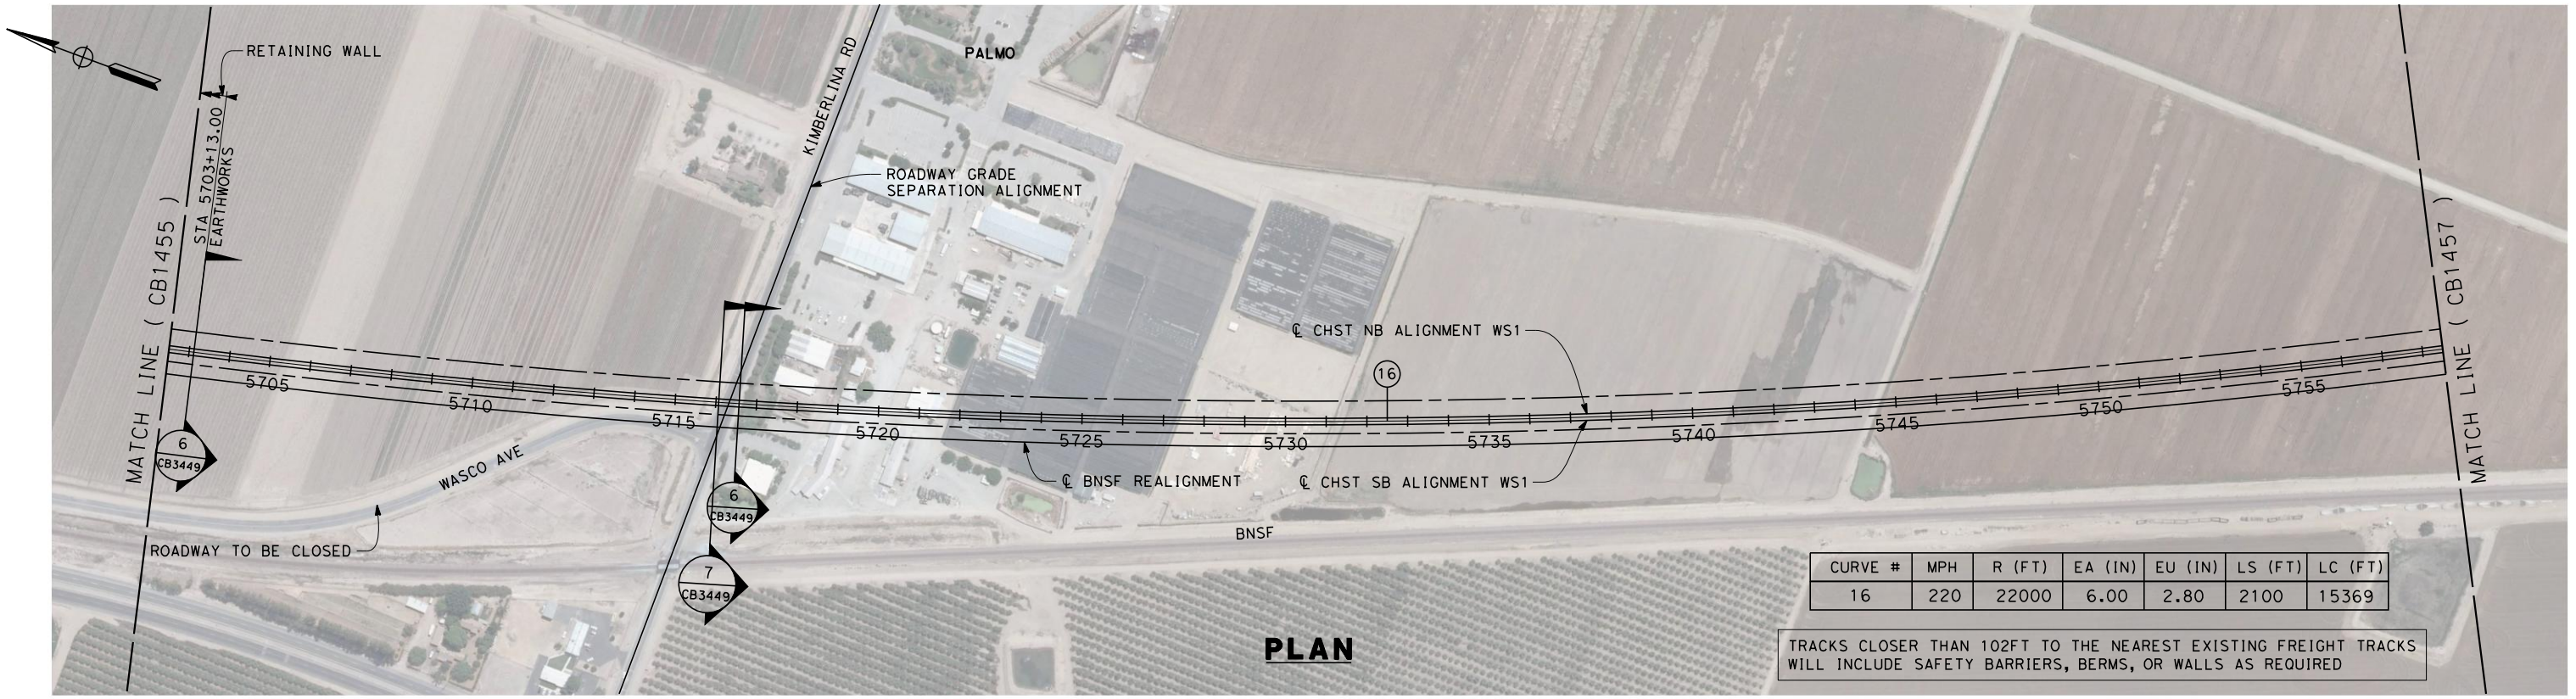 RETAINING WALL
STA 5703+13.00
EARTHWORKS
MATCH LINE ( CB1455 )
KIMBERLINA RD
PALMO
ROADWAY GRADE
SEPARATION ALIGNMENT
℄ CHST NB ALIGNMENT WS1
16
5705
5710
5715
5720
5725
5730
5735
5740
5745
5750
5755
MATCH LINE ( CB1457 )
6
CB3449
WASCO AVE
6
CB3449
℄ BNSF REALIGNMENT
℄ CHST SB ALIGNMENT WS1
ROADWAY TO BE CLOSED
BNSF
7
CB3449
CURVE # MPH R (FT) EA (IN) EU (IN) LS (FT) LC (FT)
16 220 22000 6.00 2.80 2100 15369
PLAN
TRACKS CLOSER THAN 102FT TO THE NEAREST EXISTING FREIGHT TRACKS
WILL INCLUDE SAFETY BARRIERS, BERMS, OR WALLS AS REQUIRED